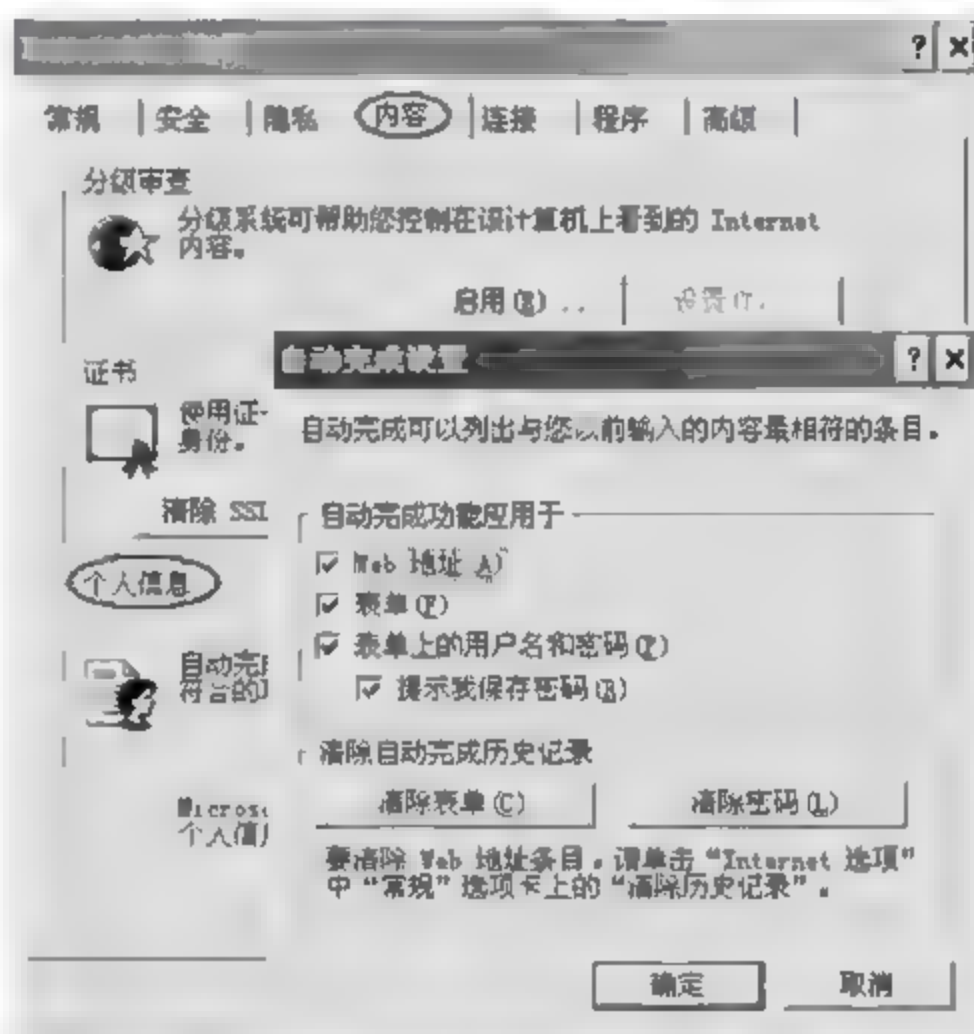 常规 安全 隐私 内容 连接 程序 高级
分级审查
分级系统可帮助您控制在该计算机上看到的 Internet
内容。
启用(E)... 设置(T).
自动完成设置
证书
使用证
身份。
自动完成可以列出与您以前输入的内容最相符的条目。
清除 SSL
自动完成功能应用于
Web 地址(A)
个人信息
表单(F)
表单上的用户名和密码
自动完成
提示我保存密码
清除自动完成历史记录
清除表单(C) 清除密码(L)
Microso
个人信息
要清除 Web 地址条目，请单击“Internet 选项”
中“常规”选项卡上的“清除历史记录”。
确定 取消